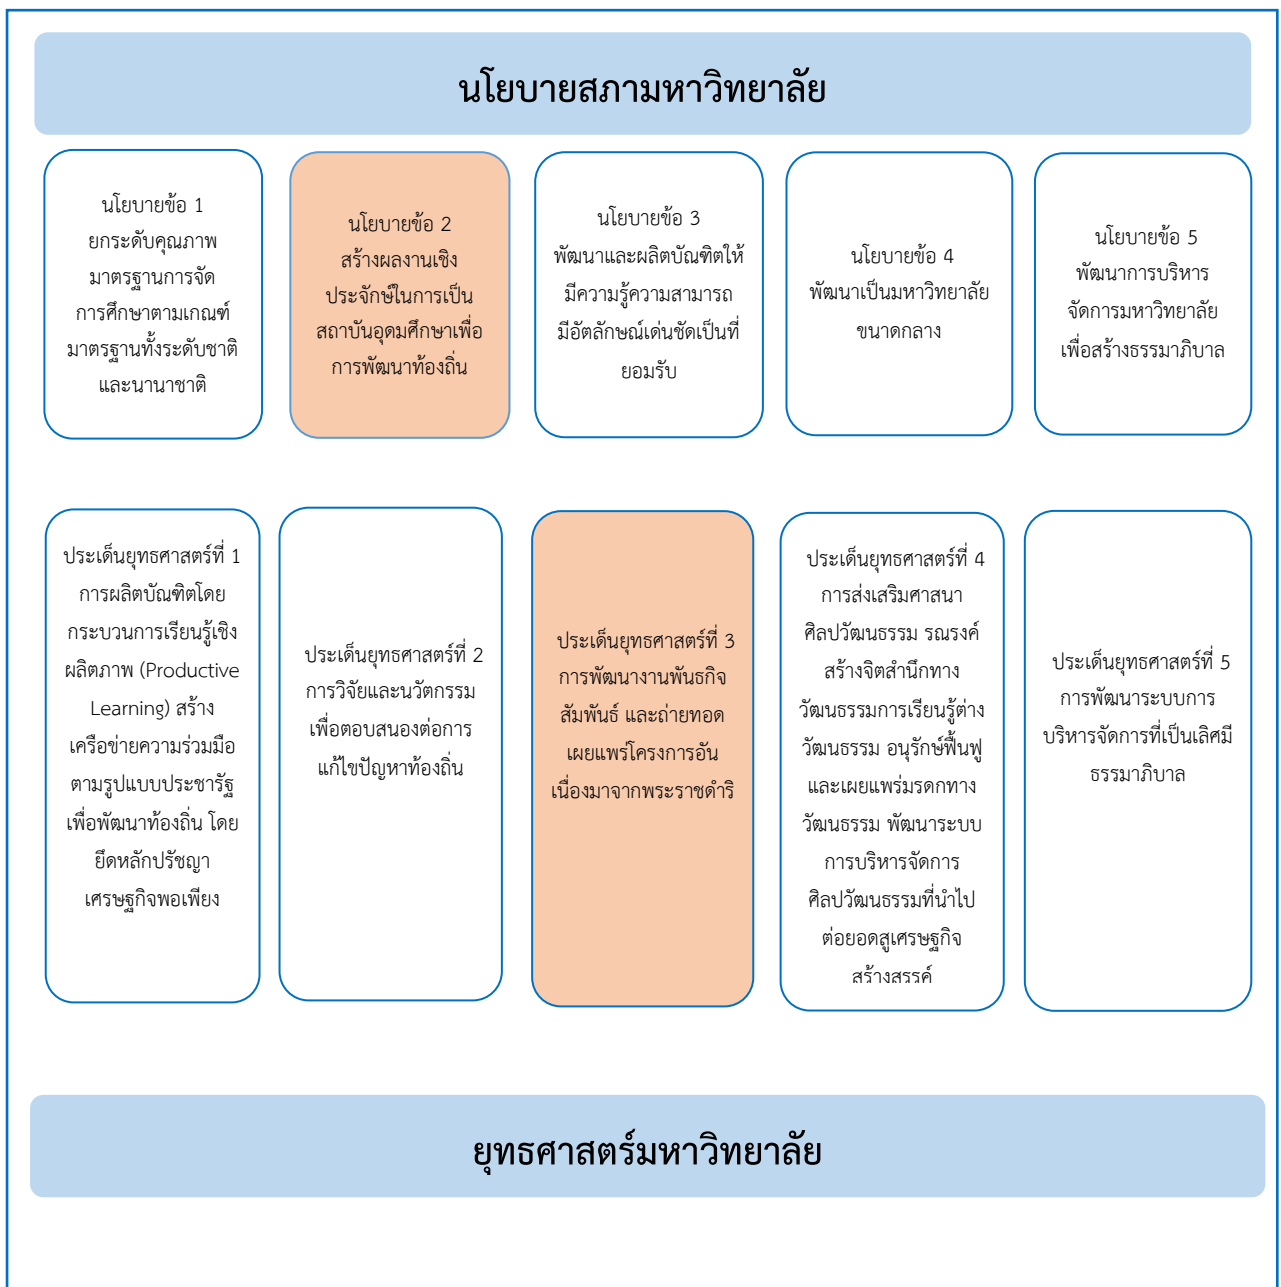 นโยบายสภามหาวิทยาลัย
นโยบายข้อ 1
ยกระดับคุณภาพ
มาตรฐานการจัด
การศึกษาตามเกณฑ์
มาตรฐานทั้งระดับชาติ
และนานาชาติ
นโยบายข้อ 2
สร้างผลงานเชิง
ประจักษ์ในการเป็น
สถาบันอุดมศึกษาเพื่อ
การพัฒนาท้องถิ่น
นโยบายข้อ 3
พัฒนาและผลิตบัณฑิตให้
มีความรู้ความสามารถ
มีอัตลักษณ์เด่นชัดเป็นที่
ยอมรับ
นโยบายข้อ 4
พัฒนาเป็นมหาวิทยาลัย
ขนาดกลาง
นโยบายข้อ 5
พัฒนาการบริหาร
จัดการมหาวิทยาลัย
เพื่อสร้างธรรมาภิบาล
ประเด็นยุทธศาสตร์ที่ 1
การผลิตบัณฑิตโดย
กระบวนการเรียนรู้เชิง
ผลิตภาพ (Productive
Learning) สร้าง
เครือข่ายความร่วมมือ
ตามรูปแบบประชารัฐ
เพื่อพัฒนาท้องถิ่น โดย
ยึดหลักปรัชญา
เศรษฐกิจพอเพียง
ประเด็นยุทธศาสตร์ที่ 2
การวิจัยและนวัตกรรม
เพื่อตอบสนองต่อการ
แก้ไขปัญหาท้องถิ่น
ประเด็นยุทธศาสตร์ที่ 3
การพัฒนางานพันธกิจ
สัมพันธ์ และถ่ายทอด
เผยแพร่โครงการอัน
เนื่องมาจากพระราชดำริ
ประเด็นยุทธศาสตร์ที่ 4
การส่งเสริมศาสนา
ศิลปวัฒนธรรม รณรงค์
สร้างจิตสำนึกทาง
วัฒนธรรมการเรียนรู้ต่าง
วัฒนธรรม อนุรักษ์ฟื้นฟู
และเผยแพร่มรดกทาง
วัฒนธรรม พัฒนาระบบ
การบริหารจัดการ
ศิลปวัฒนธรรมที่นำไป
ต่อยอดสูเศรษฐกิจ
สร้างสรรค์
ประเด็นยุทธศาสตร์ที่ 5
การพัฒนาระบบการ
บริหารจัดการที่เป็นเลิศมี
ธรรมาภิบาล
ยุทธศาสตร์มหาวิทยาลัย